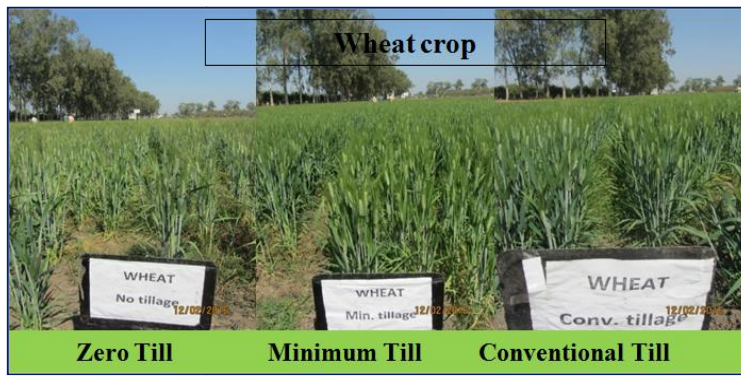 Wheat crop
WHEAT
No tillage
WHEAT
Min. tillage
WHEAT
Conv. tillage
Zero Till
Minimum Till
Conventional Till